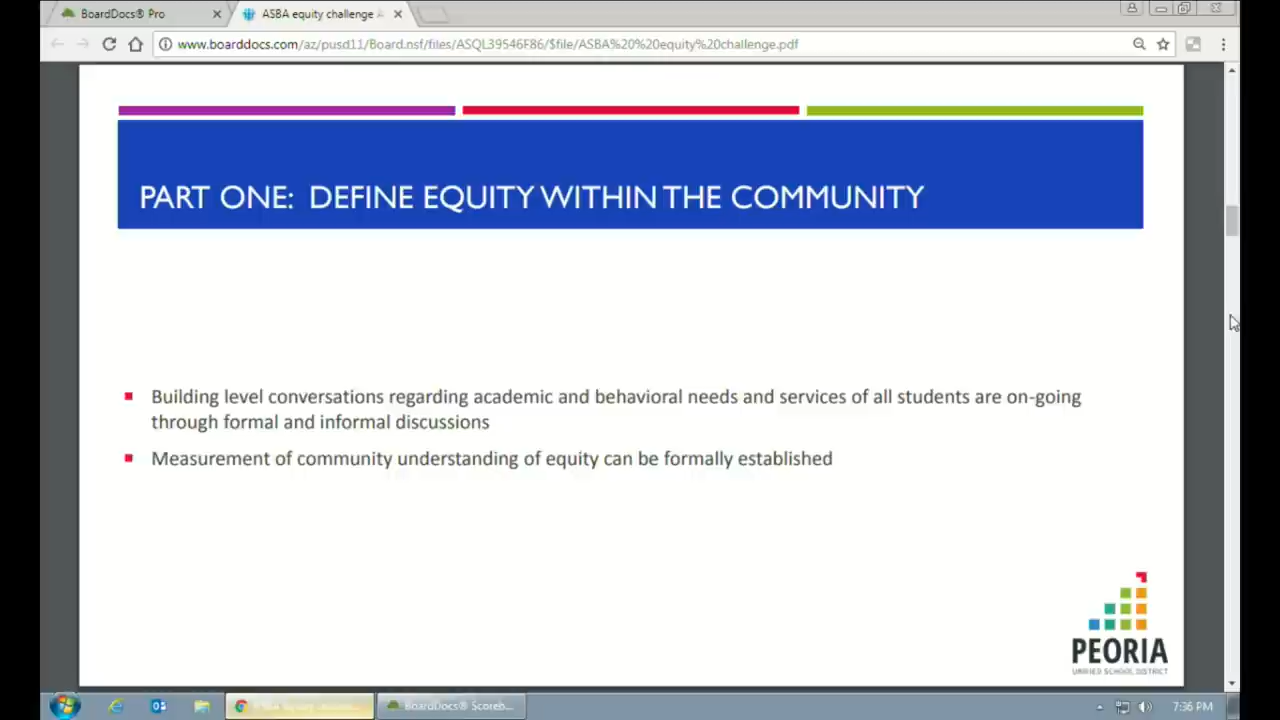 BoardDocs® Pro
ASBA equity challenge
www.boarddocs.com/az/pusd11/Board.nsf/files/ASQL39546F86/$file/ASBA%20%20equity%20challenge.pdf
PART ONE: DEFINE EQUITY WITHIN THE COMMUNITY
Building level conversations regarding academic and behavioral needs and services of all students are on-going
through formal and informal discussions
Measurement of community understanding of equity can be formally established
PEORIA
UNIFIED SCHOOL DISTRICT
BoardDocs® Scoreb...
7:36 PM